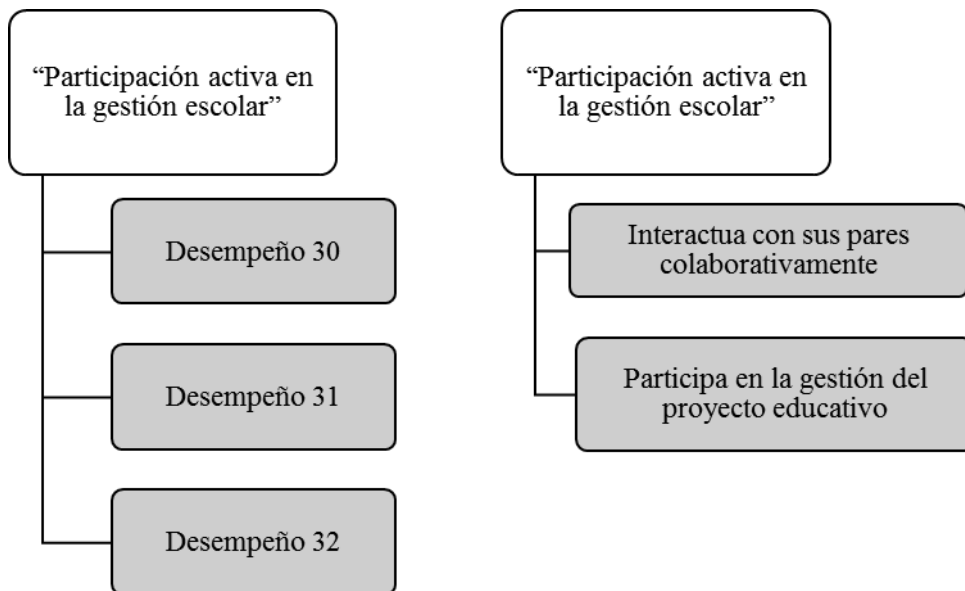 “Participación activa en
la gestión escolar”
Desempeño 30
Desempeño 31
Desempeño 32
“Participación activa en
la gestión escolar”
Interactua con sus pares
colaborativamente
Participa en la gestión del
proyecto educativo